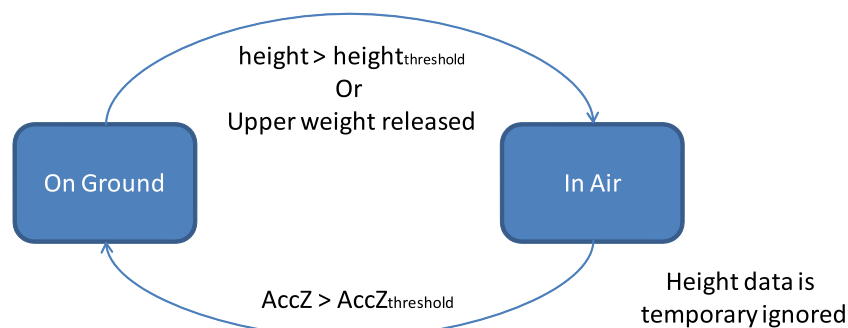 height > heightthreshold
Or
Upper weight released
On Ground
In Air
AccZ > AccZthreshold
Height data is
temporary ignored